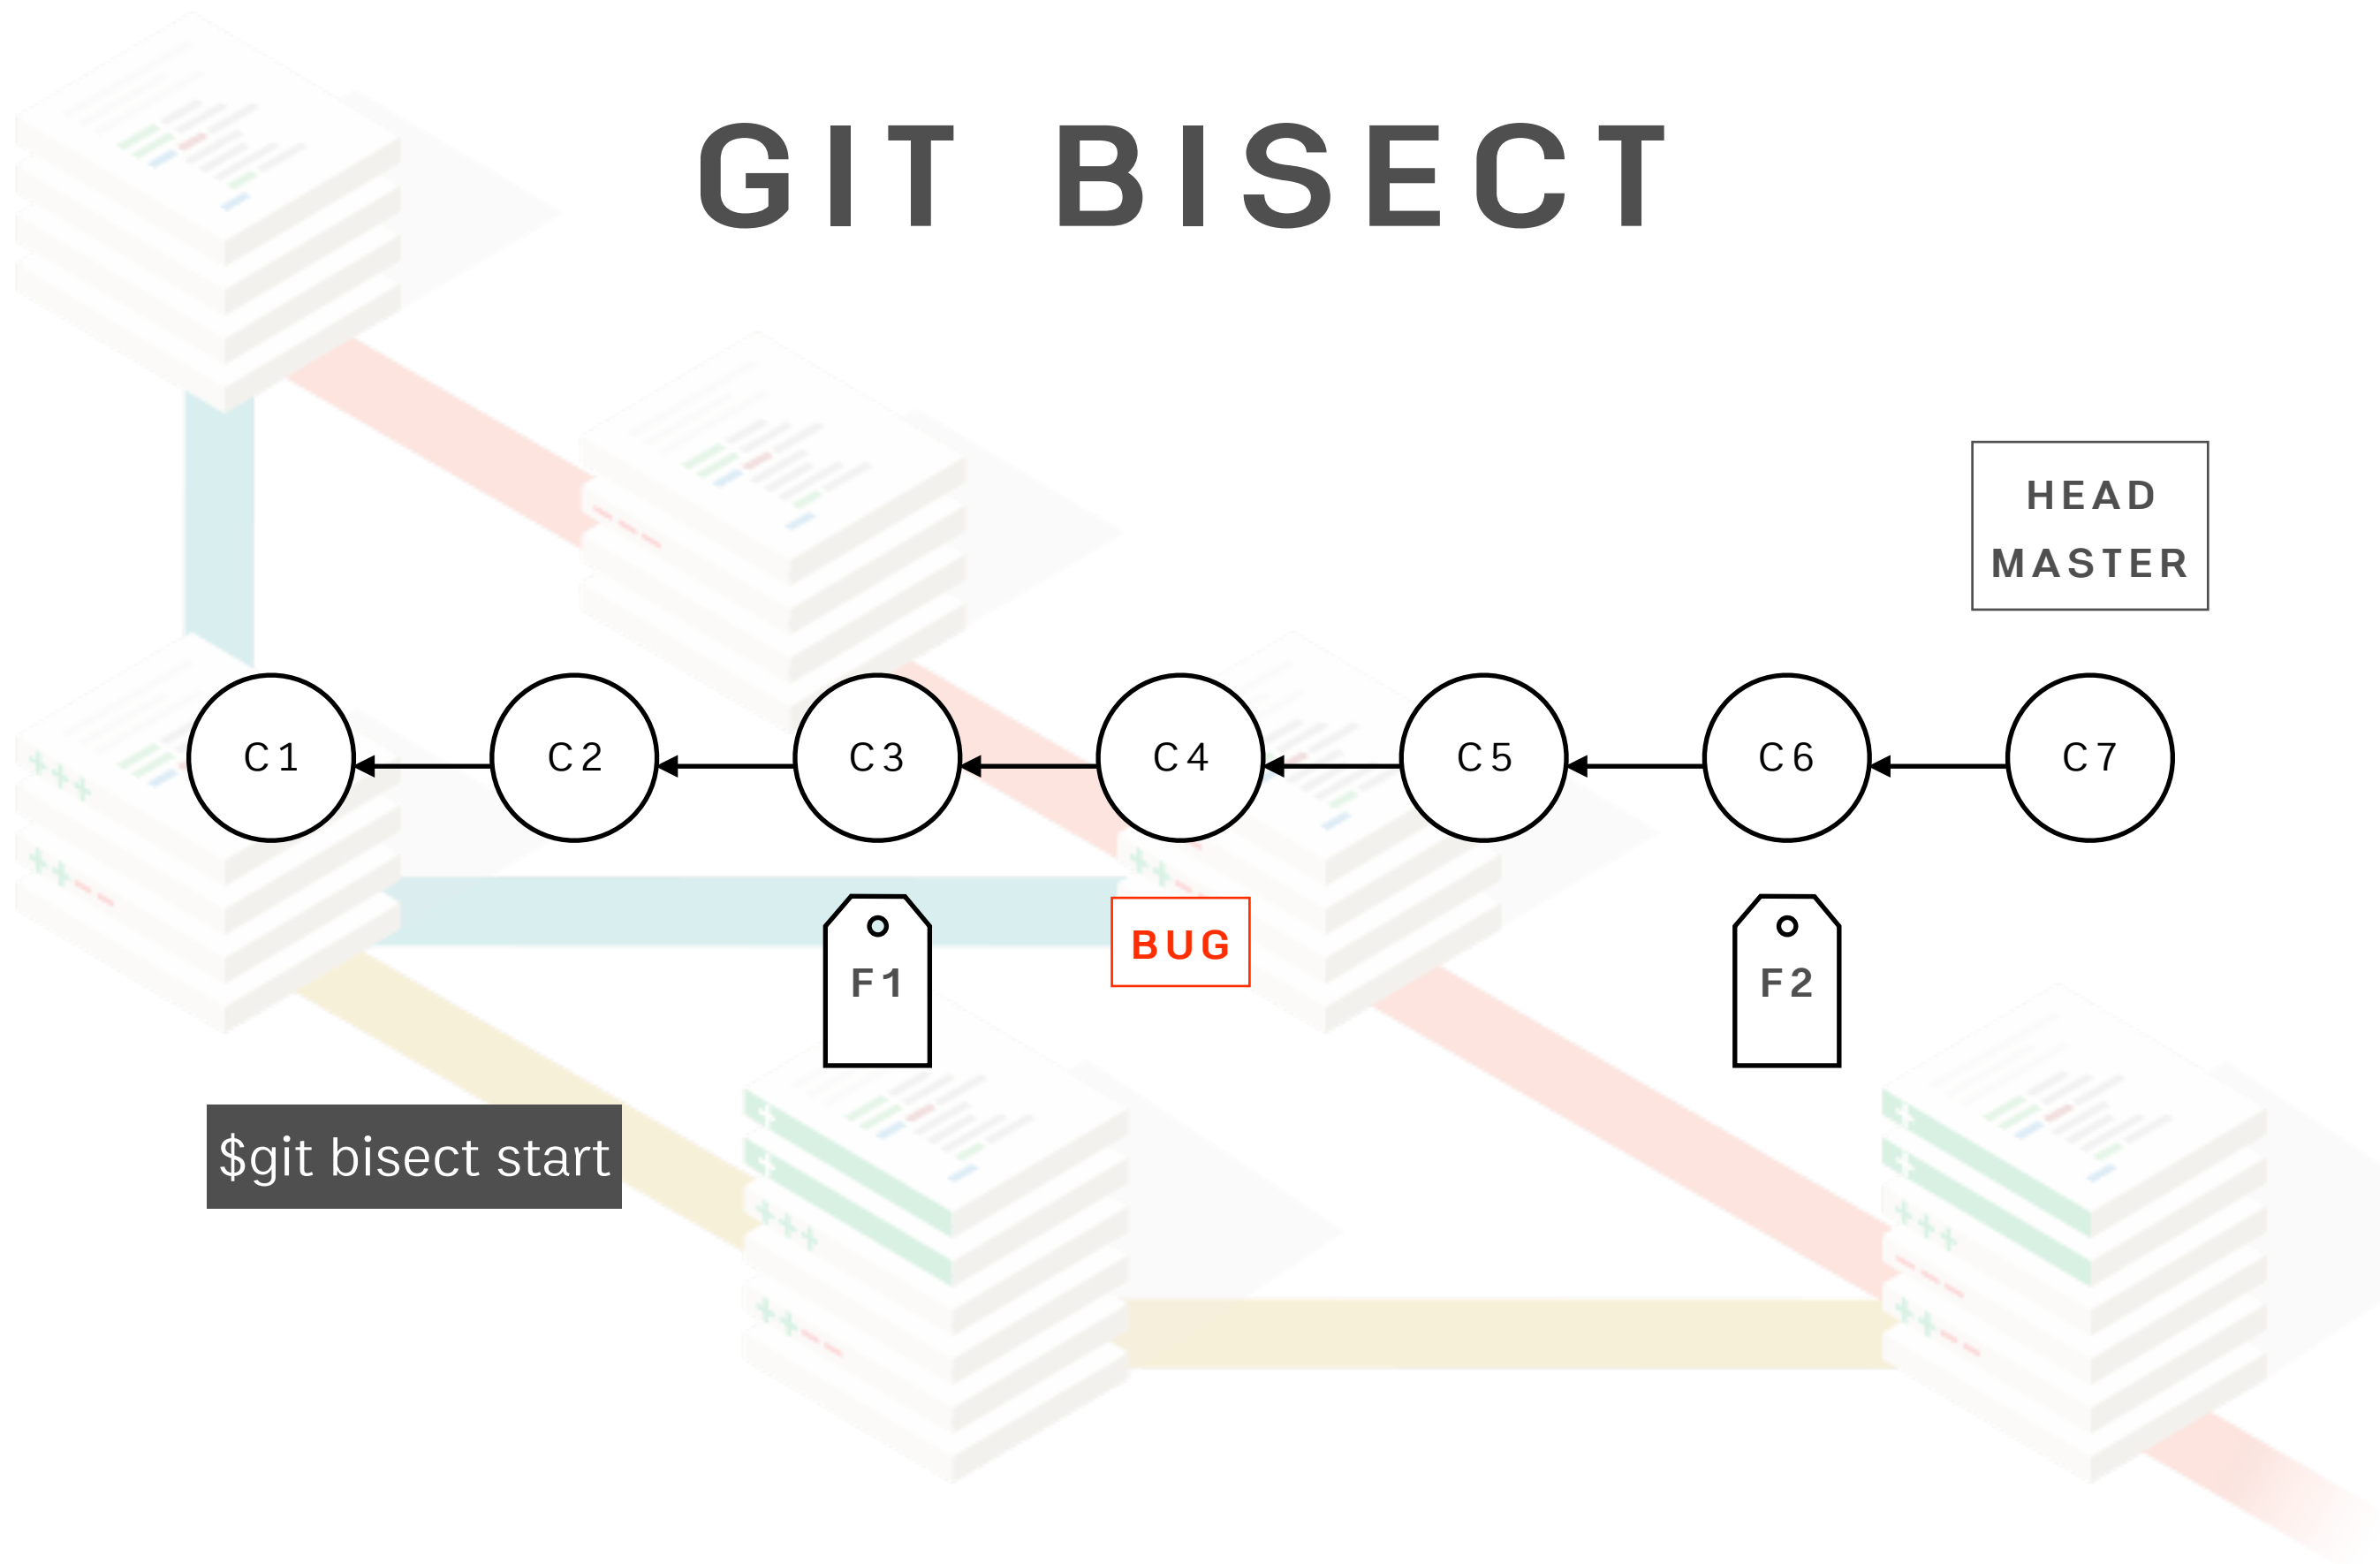 GIT BISECT
HEAD
MASTER
C1
C2
C3
C4
C5
C6
C7
F1
BUG
F2
$git bisect start